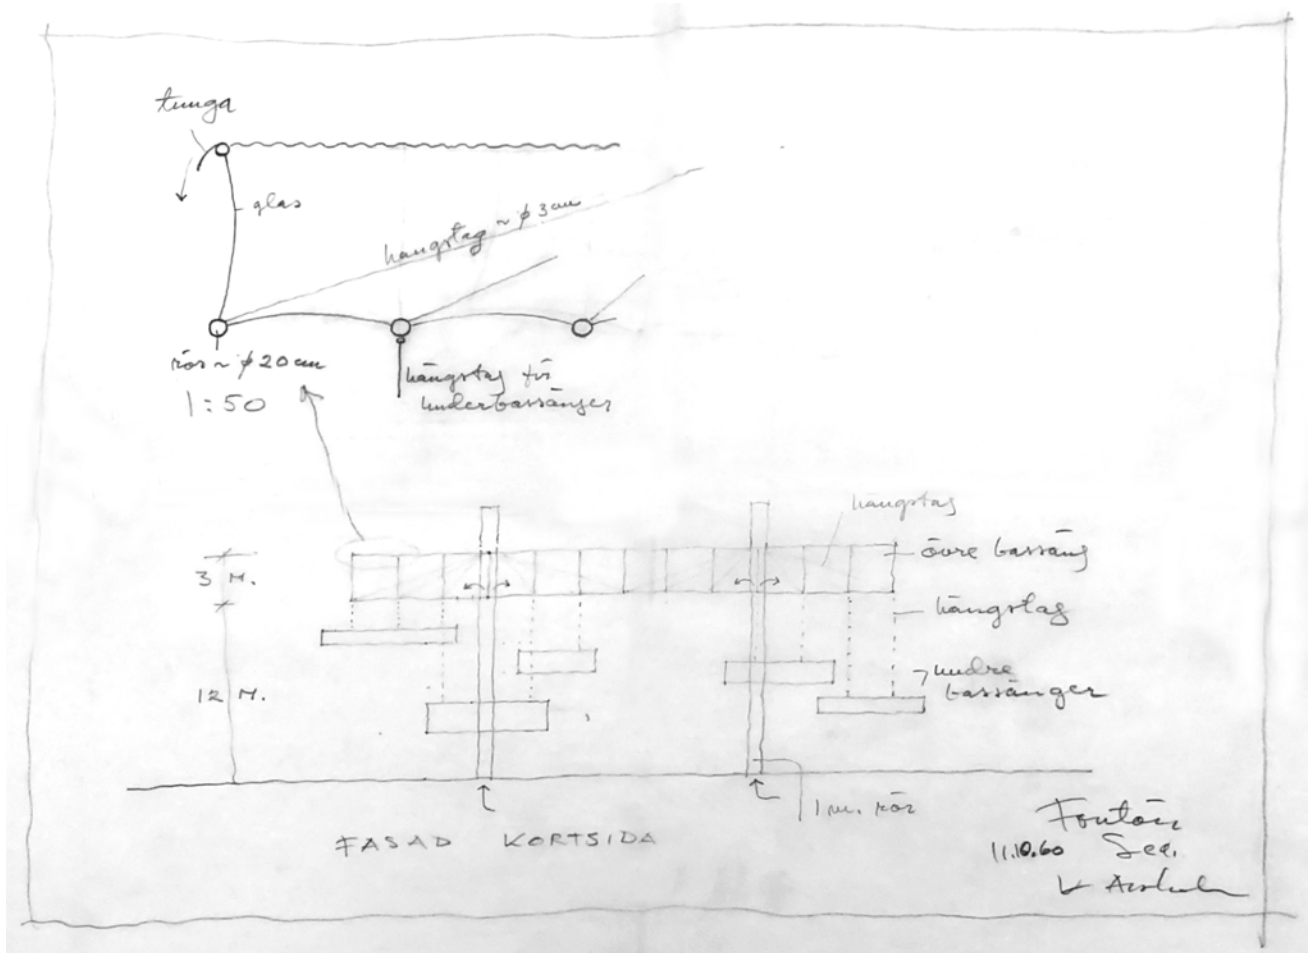 tunga
glas
hängstag ~ ϕ 3 cm
rör ~ ϕ 20 cm
1:50
hängstag för
underbassänger
hängstag
övre bassäng
3 M.
hängstag
12 M.
undre
bassänger
1 m. rör
FASAD KORTSIDA
Fontän
11.10.60